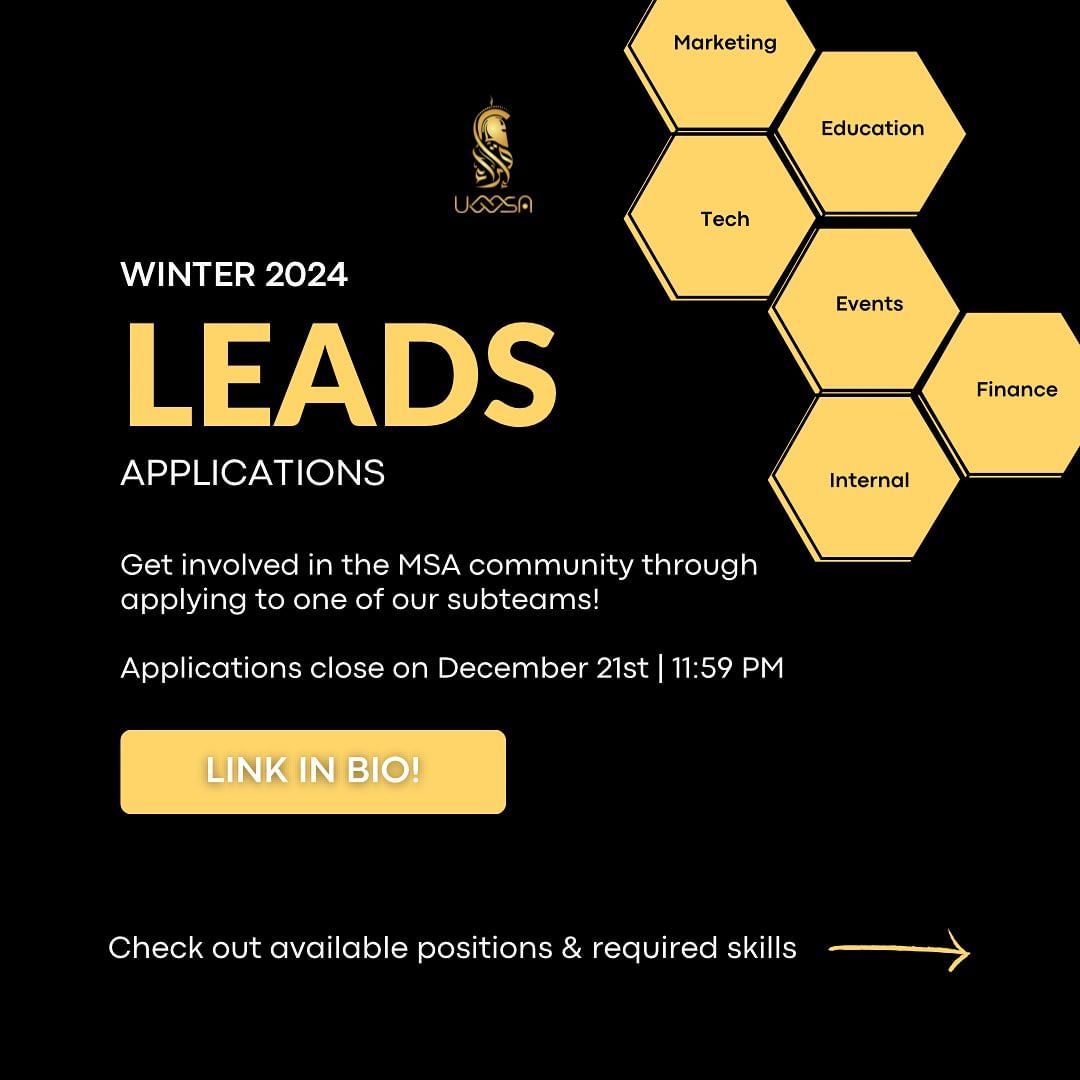 Marketing
Education
Tech
Events
Finance
Internal
WINTER 2024
LEADS
APPLICATIONS
Get involved in the MSA community through
applying to one of our subteams!
Applications close on December 21st | 11:59 PM
LINK IN BIO!
Check out available positions & required skills